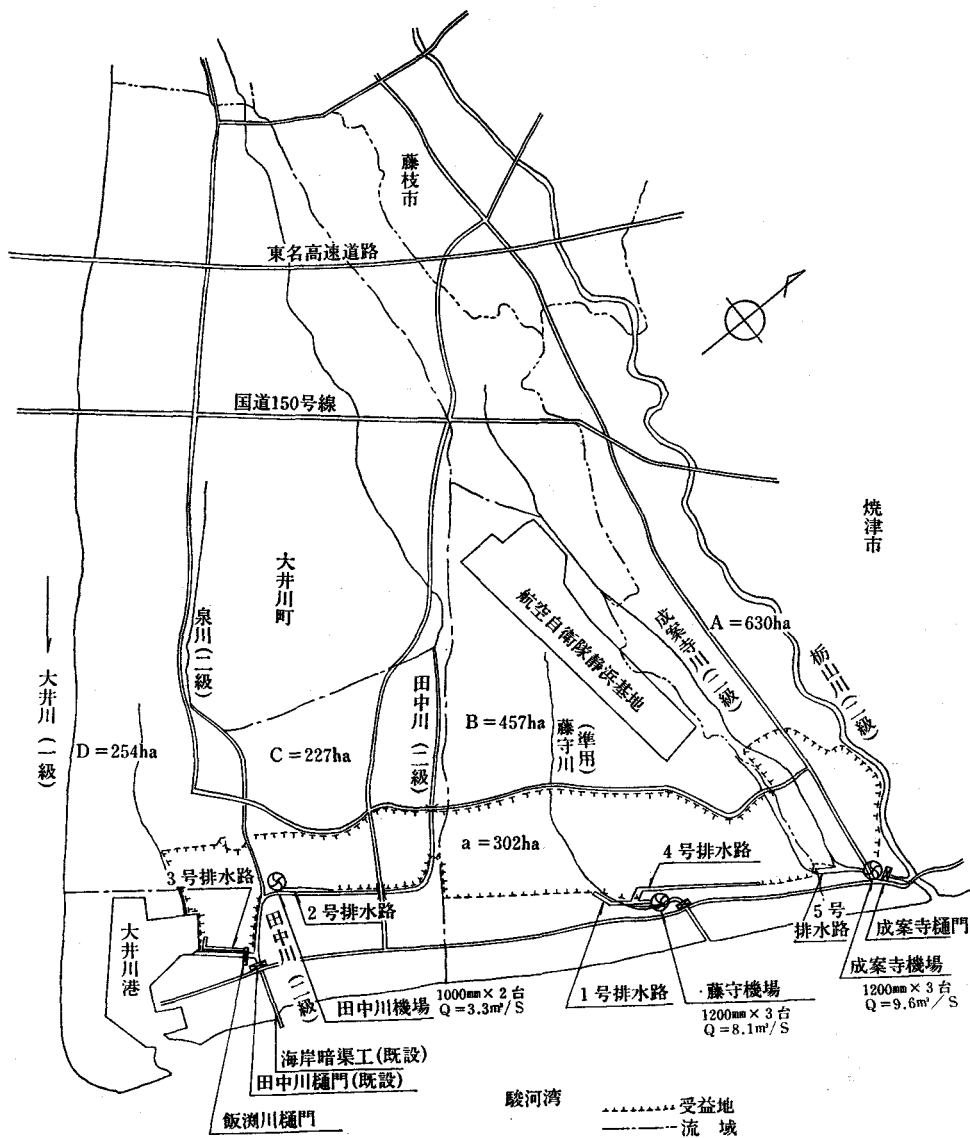 藤枝市
東名高速道路
国道150号線
焼津市
大井川町
泉川(二級)
航空自衛隊静浜基地
成案寺川(二級)
A=630ha
栃山川(二級)
大井川(一級)
D=254ha
C=227ha
田中川(二級)
B=457ha
藤守川(準用)
a=302ha
3号排水路
2号排水路
4号排水路
5号排水路
成案寺樋門
大井川港
田中川(二級)
田中川機場
1000mm×2台
Q=3.3m³/S
1号排水路
藤守機場
1200mm×3台
Q=8.1m³/S
成案寺機場
1200mm×3台
Q=9.6m³/S
海岸暗渠工(既設)
田中川樋門(既設)
飯渕川樋門
駿河湾
受益地
流域